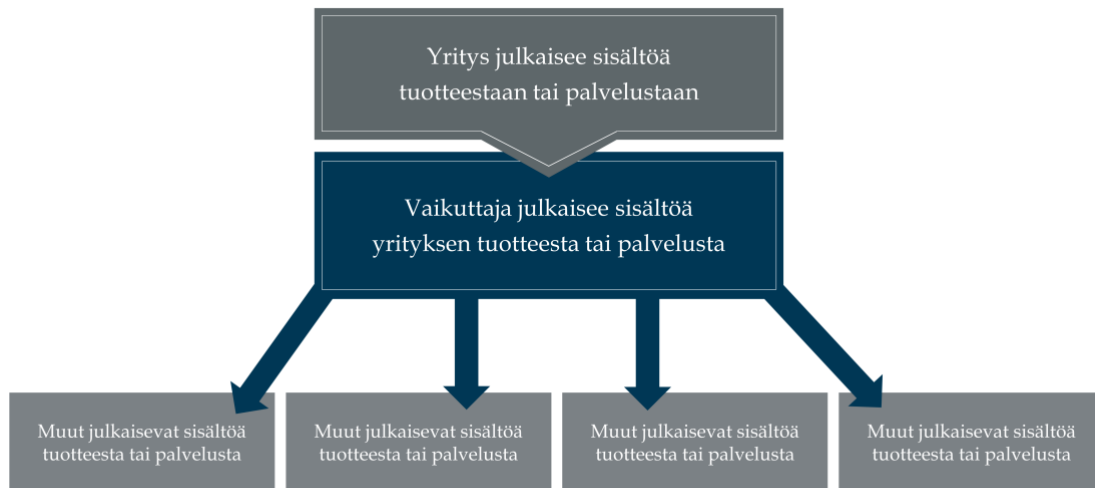 Yritys julkaisee sisältöä
tuotteestaan tai palvelustaan
Vaikuttaja julkaisee sisältöä
yrityksen tuotteesta tai palvelusta
Muut julkaisevat sisältöä
tuotteesta tai palvelusta
Muut julkaisevat sisältöä
tuotteesta tai palvelusta
Muut julkaisevat sisältöä
tuotteesta tai palvelusta
Muut julkaisevat sisältöä
tuotteesta tai palvelusta